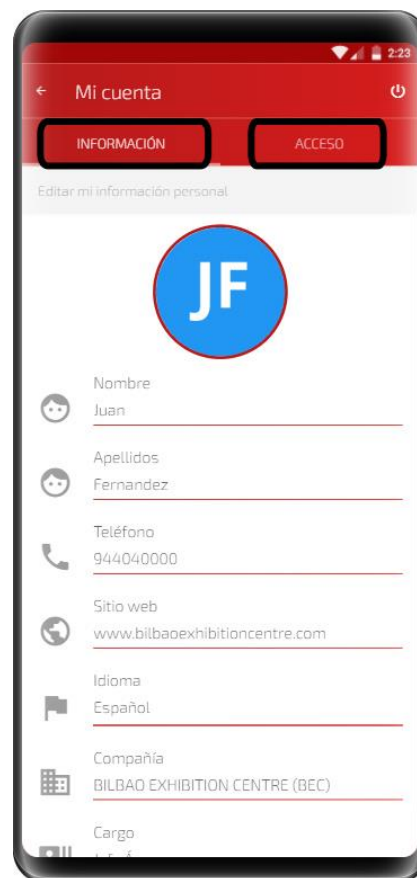 2:23
Mi cuenta
INFORMACIÓN ACCESO
Editar mi información personal
JF
Nombre
Juan
Apellidos
Fernandez
Teléfono
944040000
Sitio web
www.bilbaoexhibitioncentre.com
Idioma
Español
Compañía
BILBAO EXHIBITION CENTRE (BEC)
Cargo